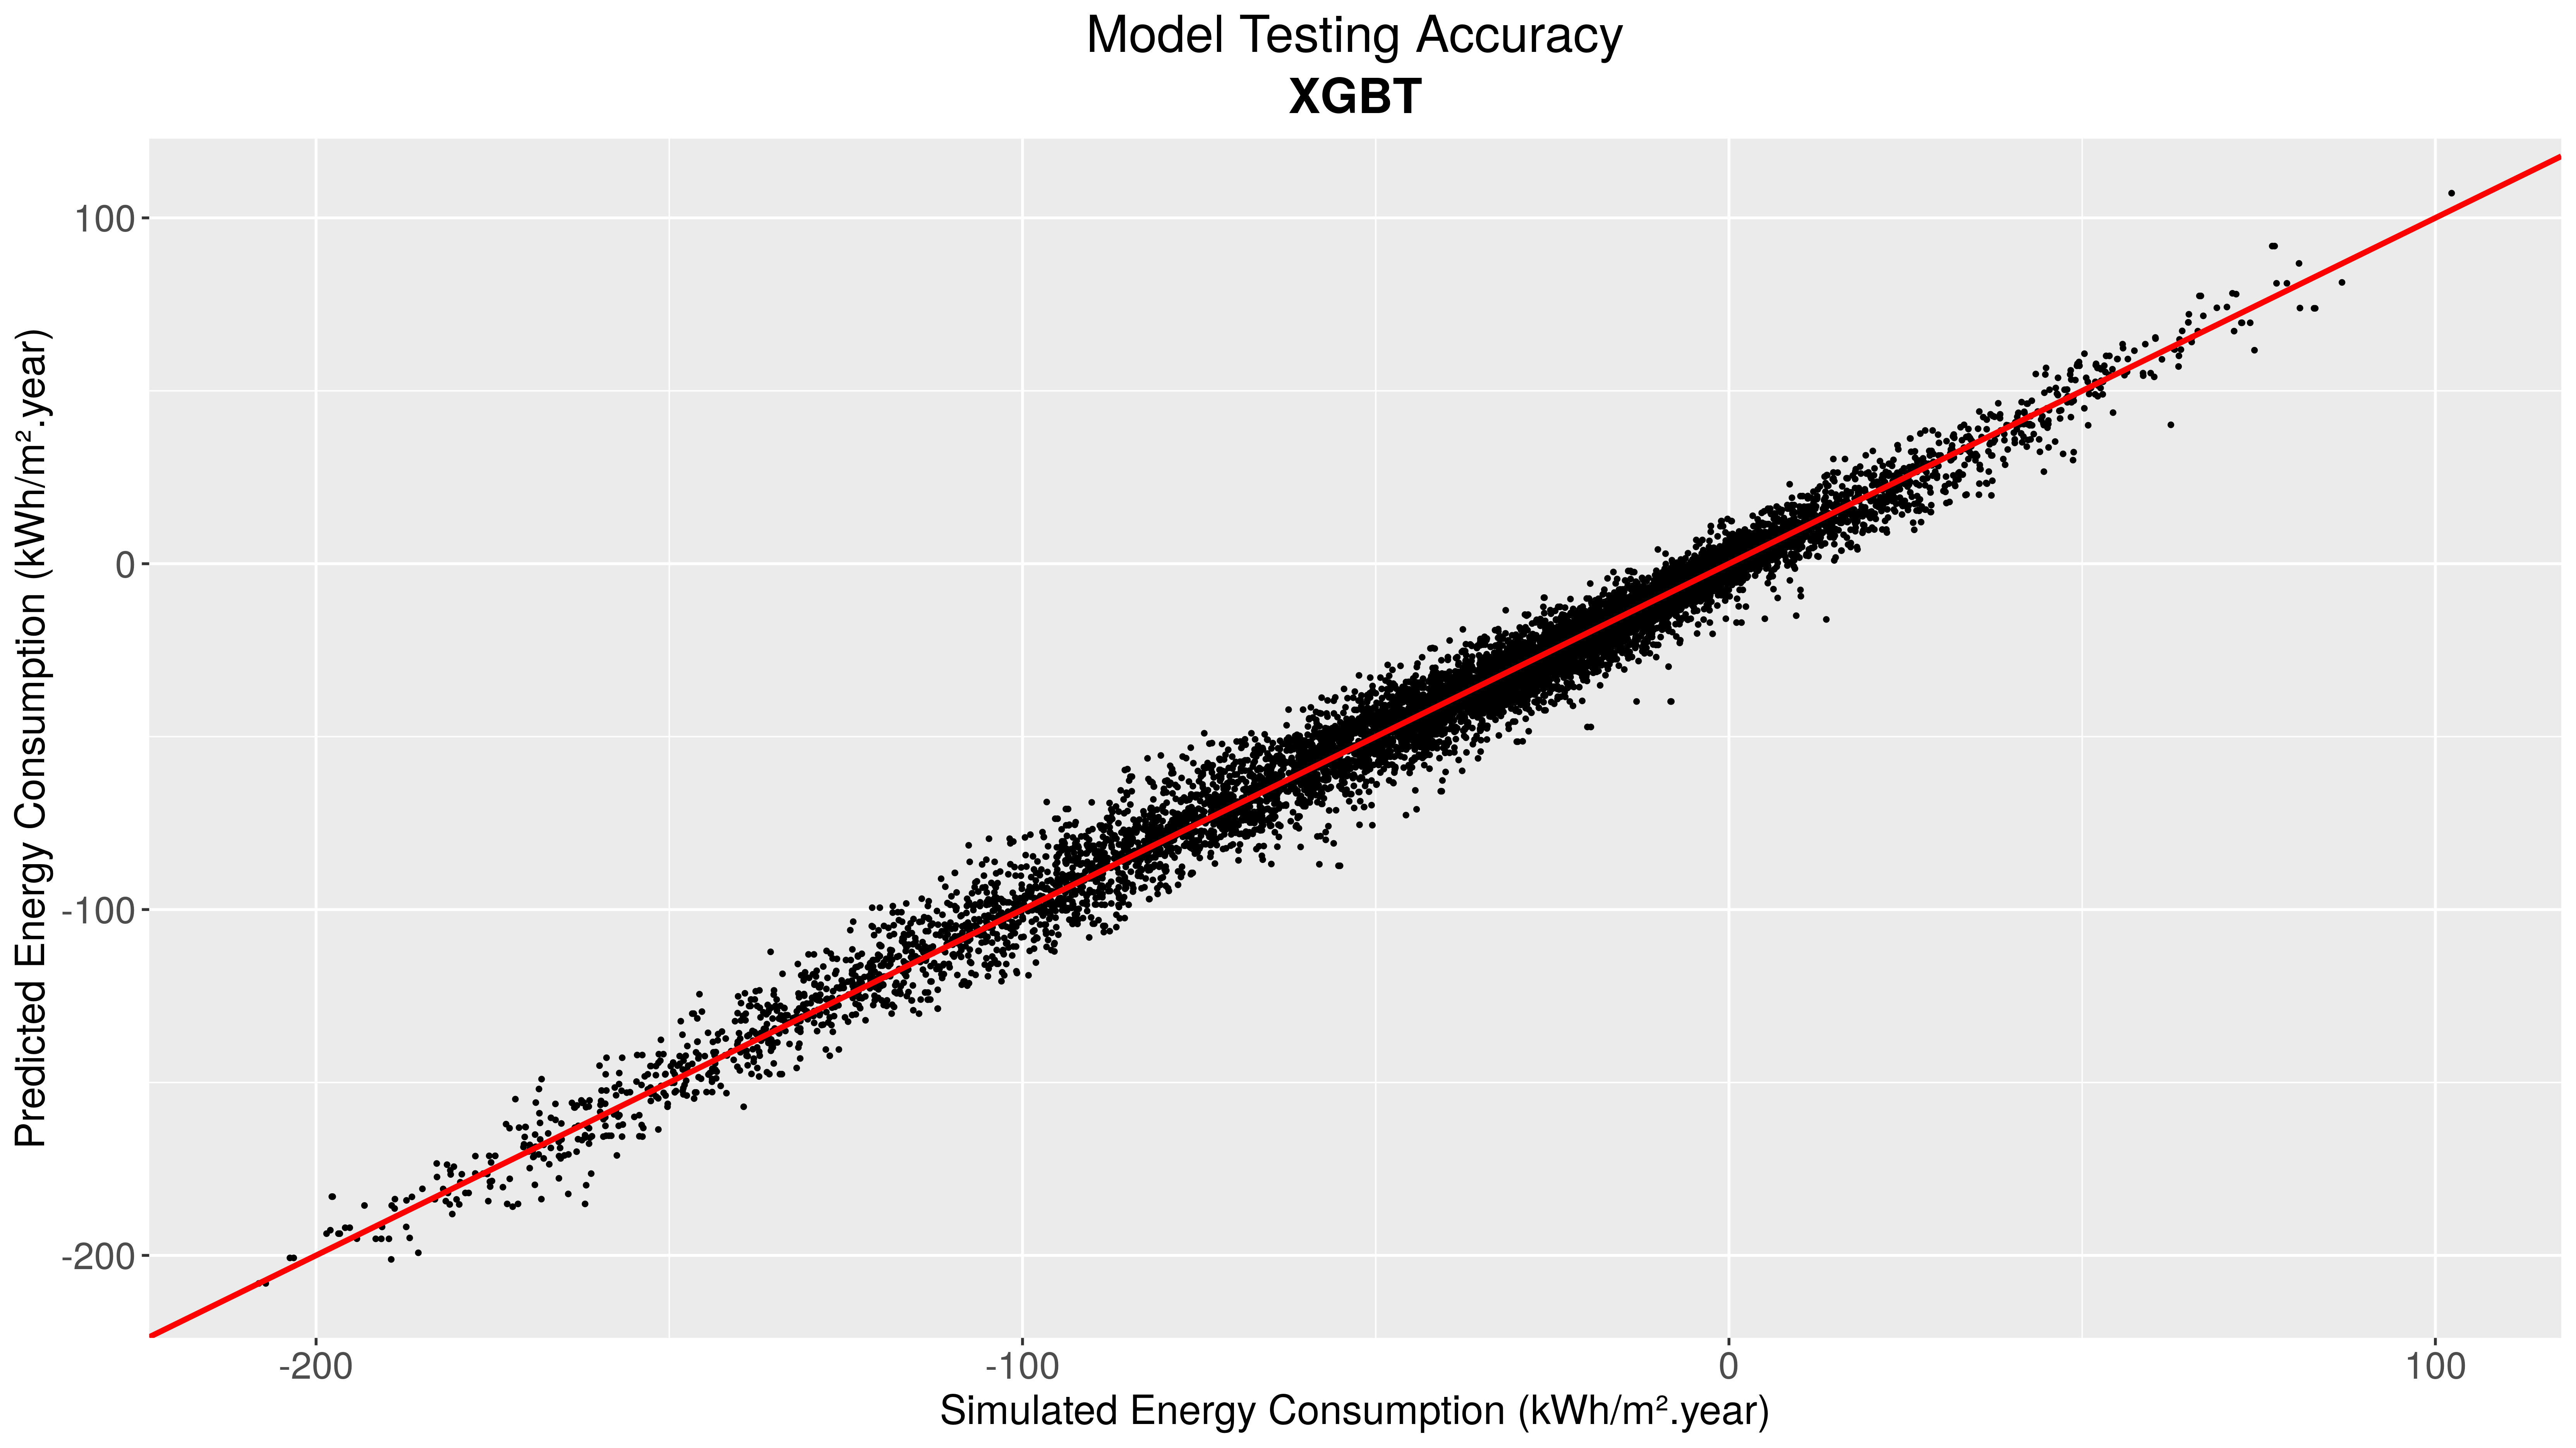 Model Testing Accuracy
XGBT
Predicted Energy Consumption (kWh/m².year)
100
0
-100
-200
-200
-100
0
100
Simulated Energy Consumption (kWh/m².year)